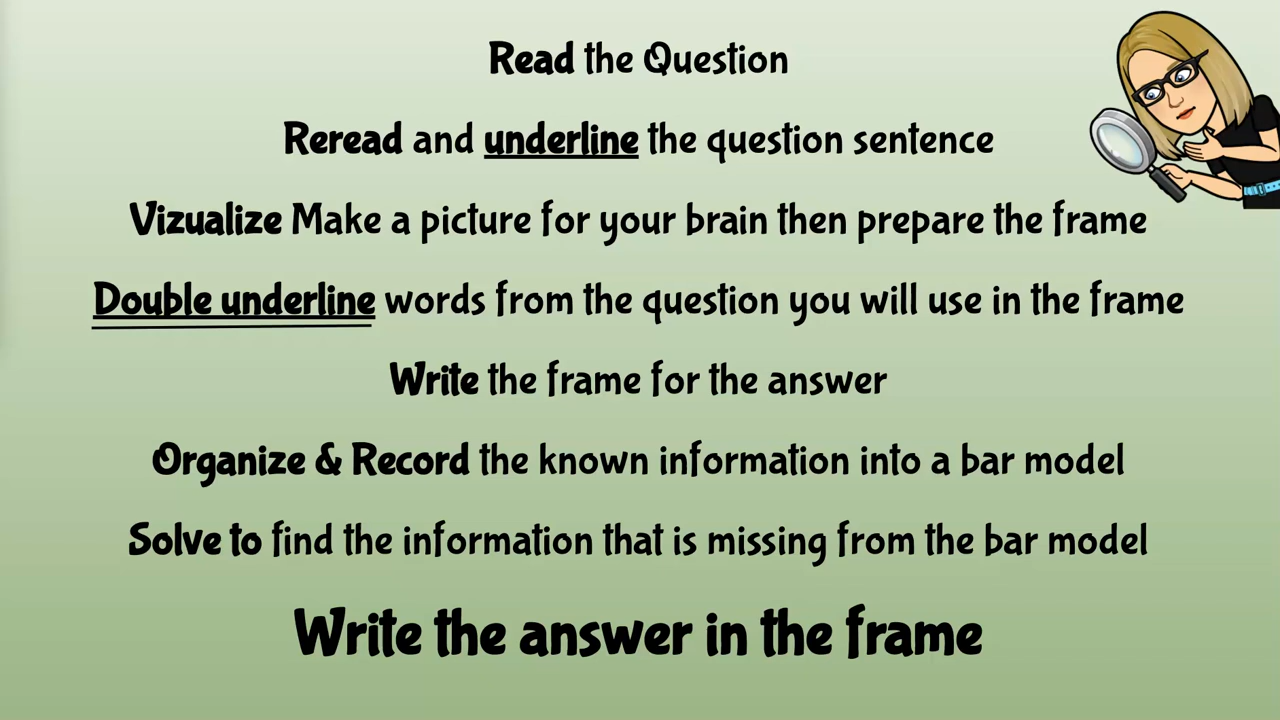 Read the Question
Reread and underline the question sentence
Vizualize Make a picture for your brain then prepare the frame
Double underline words from the question you will use in the frame
Write the frame for the answer
Organize & Record the known information into a bar model
Solve to find the information that is missing from the bar model
Write the answer in the frame